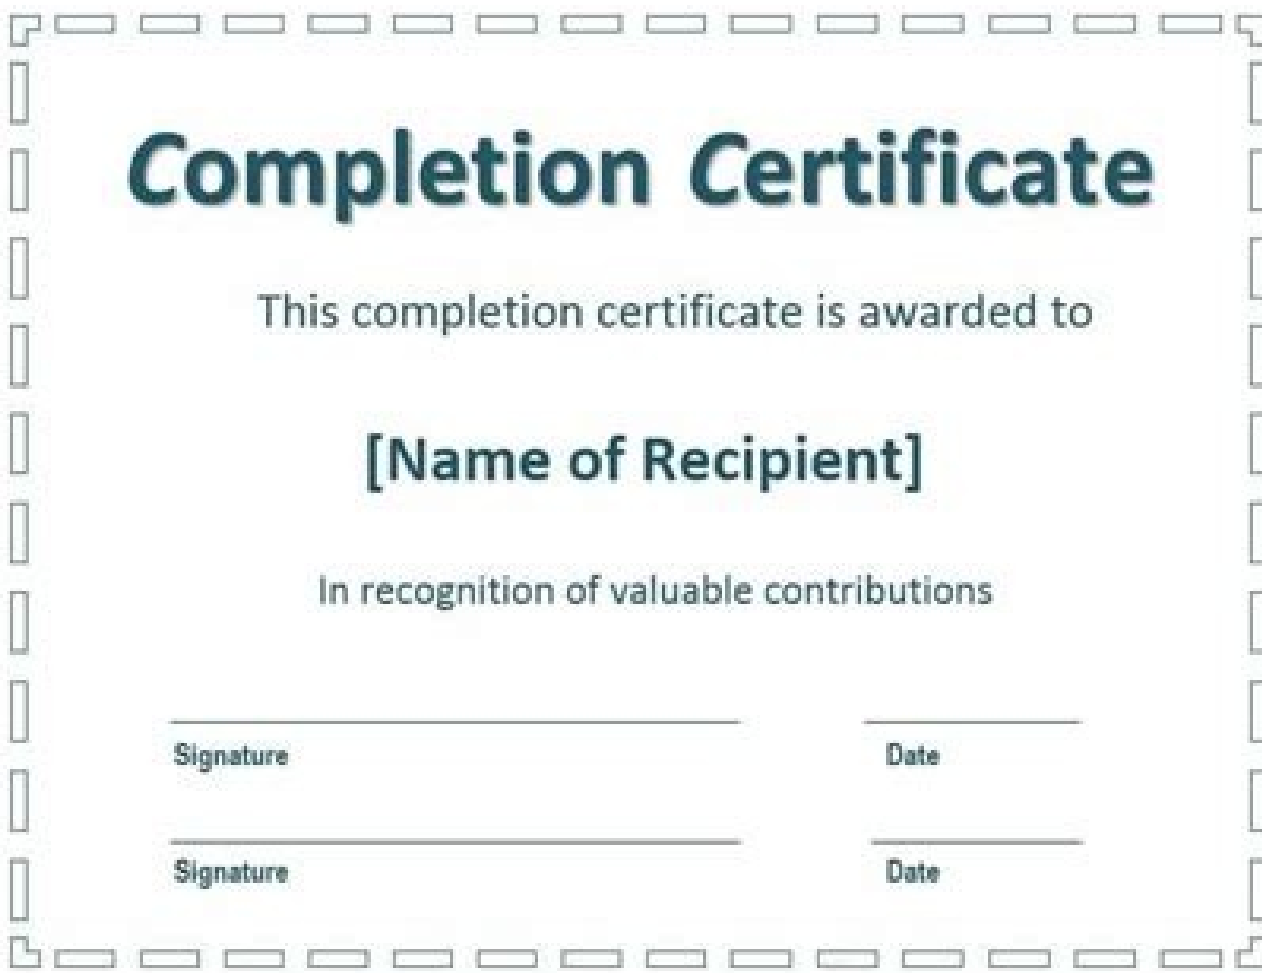 Completion Certificate
This completion certificate is awarded to
[Name of Recipient]
In recognition of valuable contributions
Signature Date
Signature Date